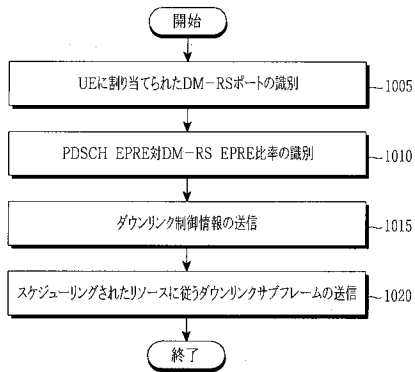 開始
UEに割り当てられたDM-RSポートの識別
1005
PDSCH EPRE対DM-RS EPRE比率の識別
1010
ダウンリンク制御情報の送信
1015
スケジューリングされたリソースに従うダウンリンクサブフレームの送信
1020
終了